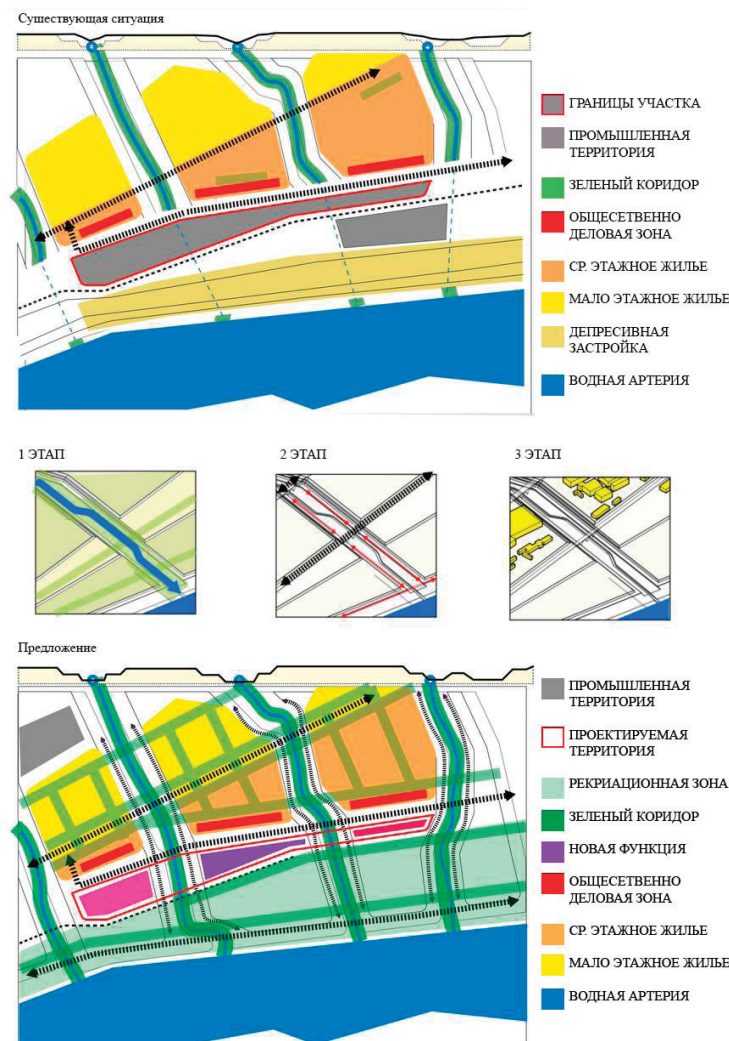 Сушествующая ситуация
ГРАНИЦЫ УЧАСТКА
ПРОМЫШЛЕННАЯ
ТЕРРИТОРИЯ
ЗЕЛЕНЫЙ КОРИДОР
ОБЩЕСЕТВЕННО
ДЕЛОВАЯ ЗОНА
СР. ЭТАЖНОЕ ЖИЛЬЕ
МАЛО ЭТАЖНОЕ ЖИЛЬЕ
ДЕПРЕСИВНАЯ
ЗАСТРОЙКА
ВОДНАЯ АРТЕРИЯ
1 ЭТАП
2 ЭТАП
3 ЭТАП
Предложение
ПРОМЫШЛЕННАЯ
ТЕРРИТОРИЯ
ПРОЕКТИРУЕМАЯ
ТЕРРИТОРИЯ
РЕКРИАЦИОННАЯ ЗОНА
ЗЕЛЕНЫЙ КОРИДОР
НОВАЯ ФУНКЦИЯ
ОБЩЕСЕТВЕННО
ДЕЛОВАЯ ЗОНА
СР. ЭТАЖНОЕ ЖИЛЬЕ
МАЛО ЭТАЖНОЕ ЖИЛЬЕ
ВОДНАЯ АРТЕРИЯ